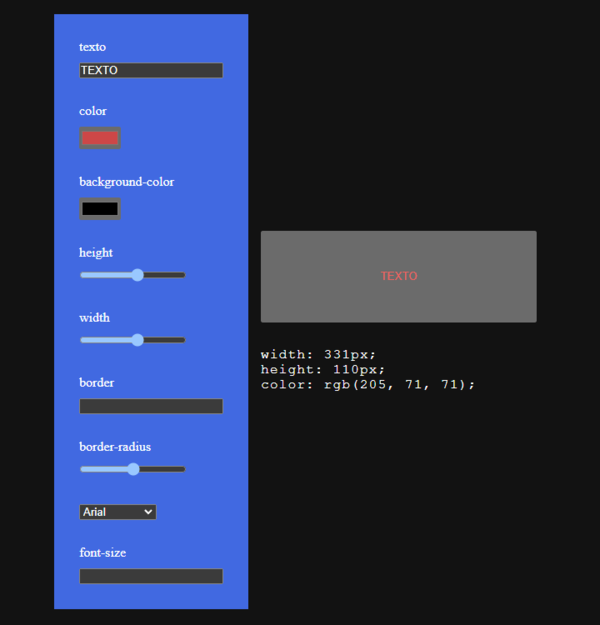 texto
TEXTO
color
background-color
height
width
border
border-radius
Arial
font-size
TEXTO
width: 331px;
height: 110px;
color: rgb(205, 71, 71);